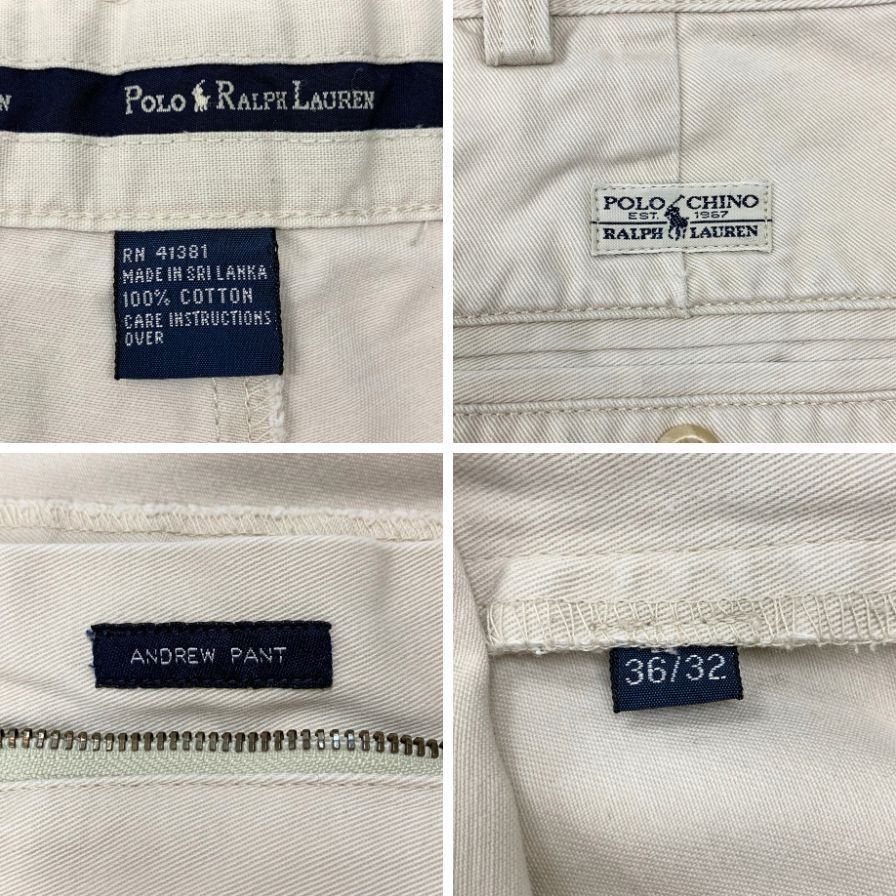 N
POLO RALPH LAUREN
RN 41381
MADE IN SRI LANKA
100% COTTON
CARE INSTRUCTIONS
OVER
POLO CHINO
EST. 1967
RALPH LAUREN
ANDREW PANT
36/32